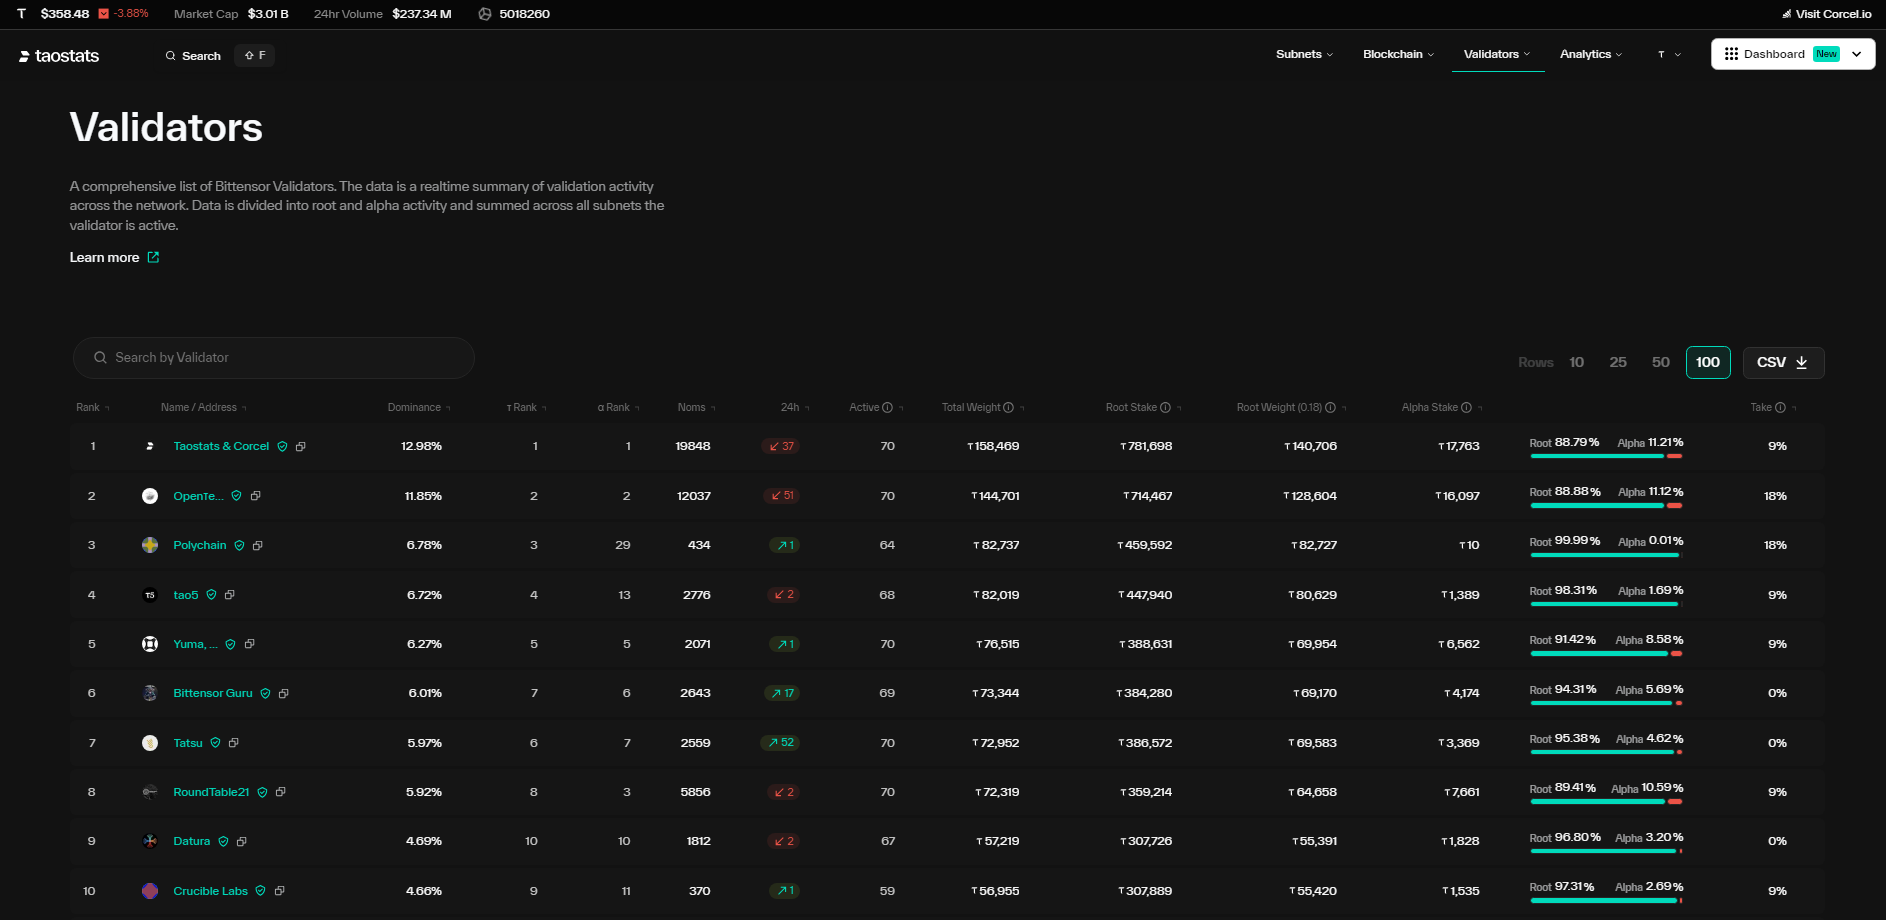 T $358.48 -3.88% Market Cap $3.01 B 24hr Volume $237.34 M 5018260 Visit Corcel.io
taostats Search F Subnets Blockchain Validators Analytics T Dashboard New
Validators
A comprehensive list of Bittensor Validators. The data is a realtime summary of validation activity
across the network. Data is divided into root and alpha activity and summed across all subnets the
validator is active.
Learn more
Search by Validator Rows 10 25 50 100 CSV
Rank Name / Address Dominance τ Rank α Rank Noms 24h Active Total Weight Root Stake Root Weight (0.18) Alpha Stake Take
1 Taostats & Corcel 12.98% 1 1 19848 37 70 τ158,469 τ781,698 τ140,706 τ17,763 Root 88.79% Alpha 11.21% 9%
2 Openτe... 11.85% 2 2 12037 51 70 τ144,701 τ714,467 τ128,604 τ16,097 Root 88.88% Alpha 11.12% 18%
3 Polychain 6.78% 3 29 434 1 64 τ82,737 τ459,592 τ82,727 τ10 Root 99.99% Alpha 0.01% 18%
4 τ5 tao5 6.72% 4 13 2776 2 68 τ82,019 τ447,940 τ80,629 τ1,389 Root 98.31% Alpha 1.69% 9%
5 Yuma, ... 6.27% 5 5 2071 1 70 τ76,515 τ388,631 τ69,954 τ6,562 Root 91.42% Alpha 8.58% 9%
6 Bittensor Guru 6.01% 7 6 2643 17 69 τ73,344 τ384,280 τ69,170 τ4,174 Root 94.31% Alpha 5.69% 0%
7 Tatsu 5.97% 6 7 2559 52 70 τ72,952 τ386,572 τ69,583 τ3,369 Root 95.38% Alpha 4.62% 0%
8 RoundTable21 5.92% 8 3 5856 2 70 τ72,319 τ359,214 τ64,658 τ7,661 Root 89.41% Alpha 10.59% 9%
9 Datura 4.69% 10 10 1812 2 67 τ57,219 τ307,726 τ55,391 τ1,828 Root 96.80% Alpha 3.20% 0%
10 Crucible Labs 4.66% 9 11 370 1 59 τ56,955 τ307,889 τ55,420 τ1,535 Root 97.31% Alpha 2.69% 9%